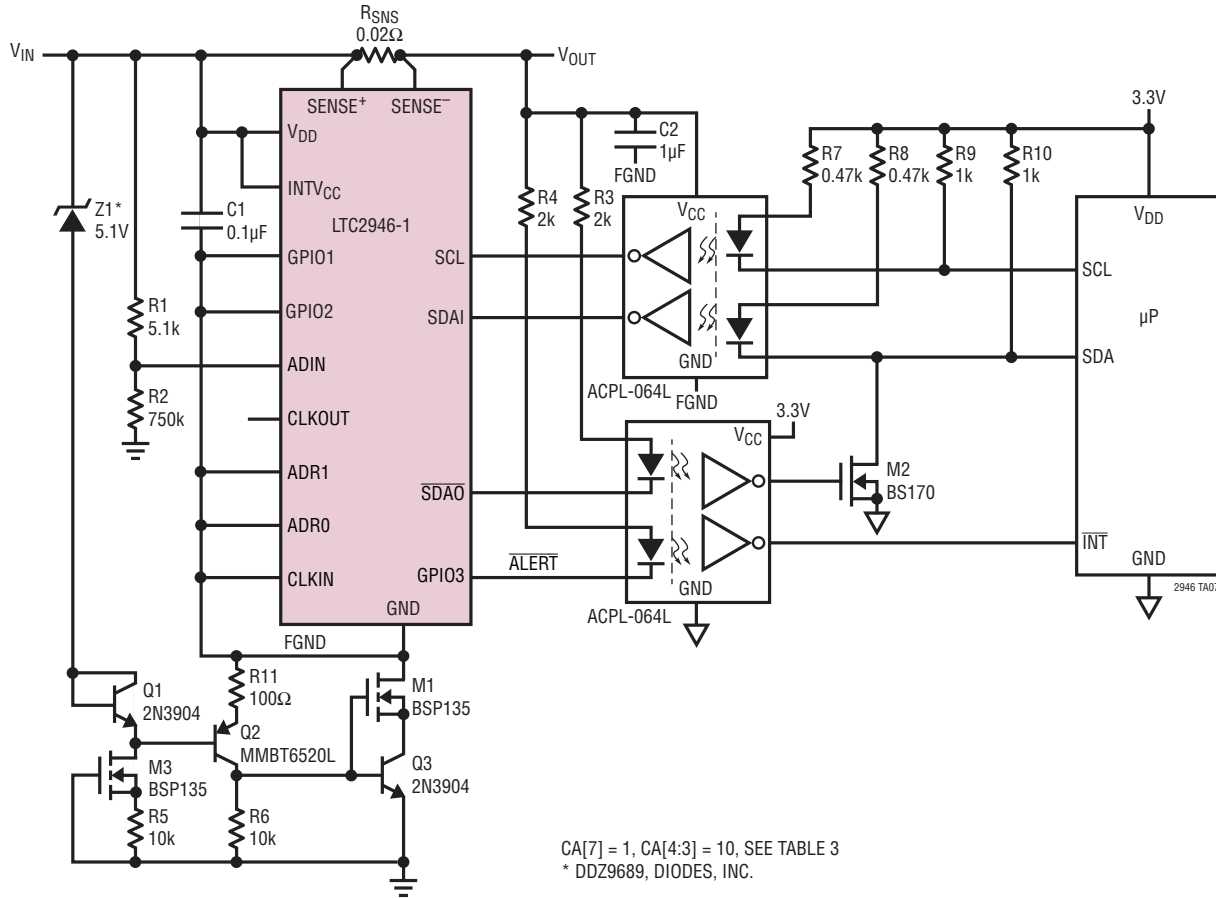 RSNS
0.02Ω
VIN
VOUT
SENSE+
SENSE–
VDD
INTVCC
LTC2946-1
GPIO1
GPIO2
ADIN
CLKOUT
ADR1
ADR0
CLKIN
SCL
SDAI
SDAO
GPIO3
GND
ALERT
FGND
Z1*
5.1V
C1
0.1µF
R1
5.1k
R2
750k
R4
2k
R3
2k
C2
1µF
FGND
VCC
GND
ACPL-064L
FGND
R7
0.47k
R8
0.47k
R9
1k
R10
1k
3.3V
VDD
SCL
µP
SDA
INT
GND
3.3V
VCC
GND
ACPL-064L
M2
BS170
2946 TA07
Q1
2N3904
M3
BSP135
R5
10k
R11
100Ω
Q2
MMBT6520L
R6
10k
M1
BSP135
Q3
2N3904
CA[7] = 1, CA[4:3] = 10, SEE TABLE 3
* DDZ9689, DIODES, INC.